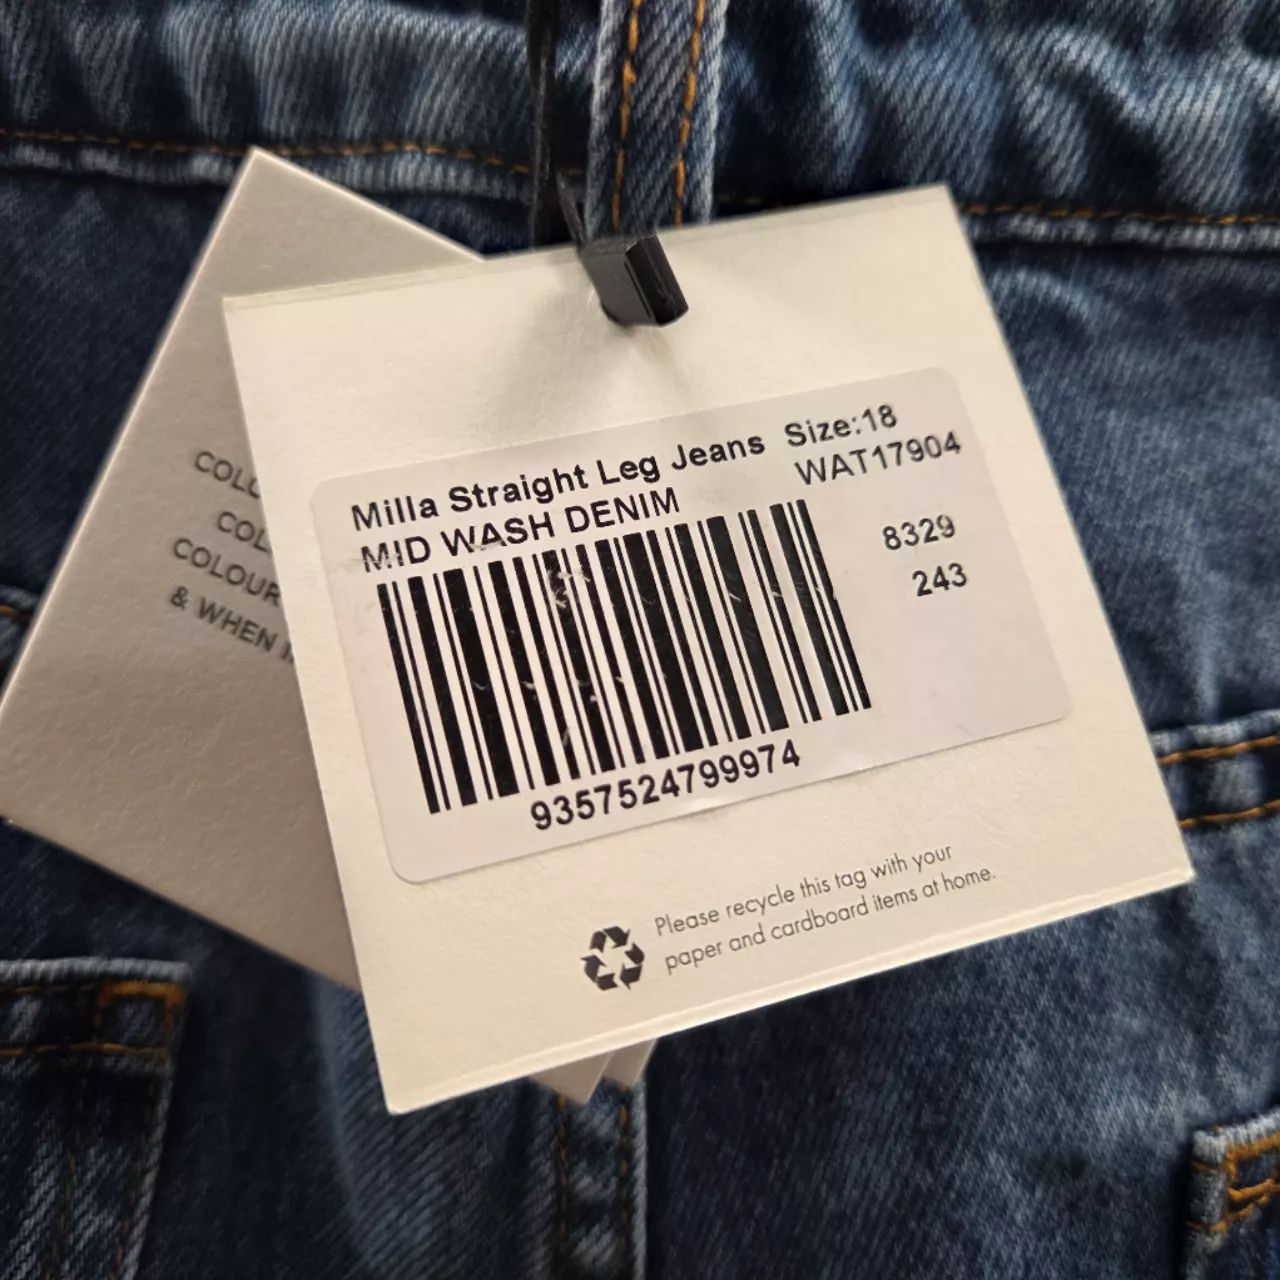 Milla Straight Leg Jeans Size:18
MID WASH DENIM WAT17904
8329
243
9357524799974
Please recycle this tag with your
paper and cardboard items at home.
COL
COLOUR
& WHEN